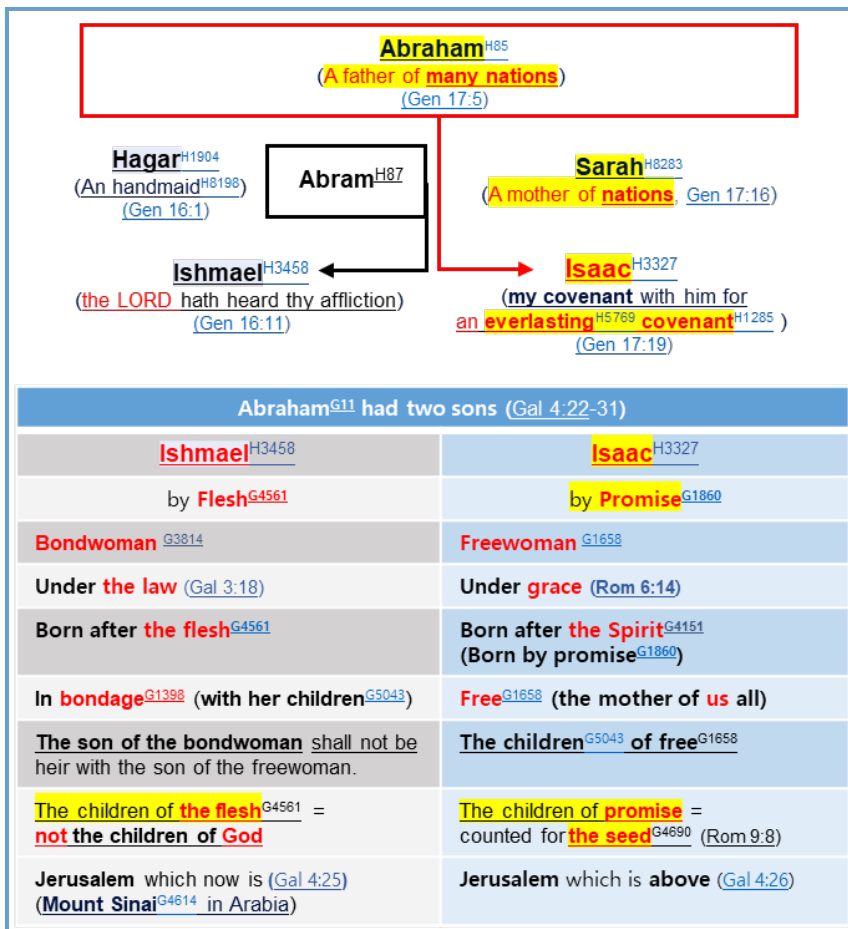 AbrahamH85
(A father of many nations)
(Gen 17:5)
HagarH1904
(An handmaidH8198)
(Gen 16:1)
AbramH87
SarahH8283
(A mother of nations, Gen 17:16)
IshmaelH3458
(the LORD hath heard thy affliction)
(Gen 16:11)
IsaacH3327
(my covenant with him for
an everlastingH5769 covenantH1285 )
(Gen 17:19)
AbrahamG11 had two sons (Gal 4:22-31)
IshmaelH3458
IsaacH3327
by FleshG4561
by PromiseG1860
Bondwoman G3814
Freewoman G1658
Under the law (Gal 3:18)
Under grace (Rom 6:14)
Born after the fleshG4561
Born after the SpiritG4151
(Born by promiseG1860)
In bondageG1398 (with her childrenG5043)
FreeG1658 (the mother of us all)
The son of the bondwoman shall not be
heir with the son of the freewoman.
The childrenG5043 of freeG1658
The children of the fleshG4561 =
not the children of God
The children of promise =
counted for the seedG4690 (Rom 9:8)
Jerusalem which now is (Gal 4:25)
(Mount SinaiG4614 in Arabia)
Jerusalem which is above (Gal 4:26)